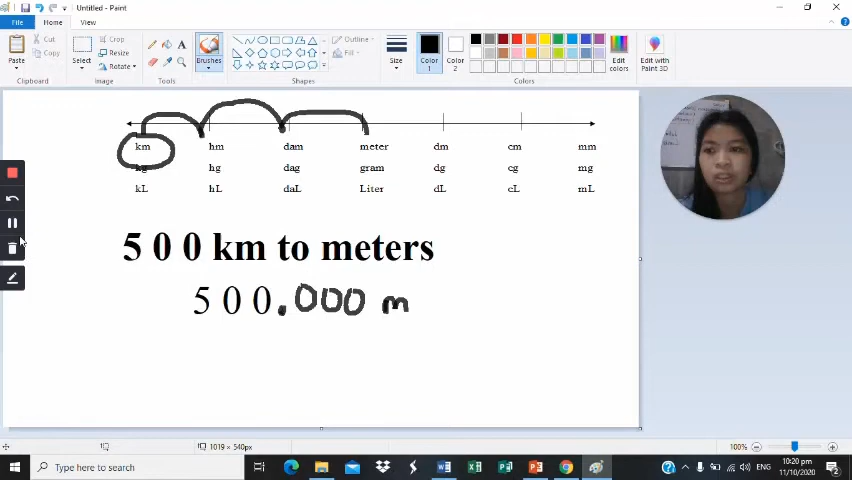 Untitled - Paint
File Home View
Paste Cut Copy
Clipboard
Select Crop Resize Rotate
Image
A
Tools
Brushes
Outline Fill
Shapes
Size
Color 1 Color 2
Edit colors
Colors
Edit with Paint 3D
km hm dam meter dm cm mm
kg hg dag gram dg cg mg
kL hL daL Liter dL cL mL
5 0 0 km to meters
5 0 0 .000 m
1019 × 540px
100%
Type here to search
ENG
10:20 pm
11/10/2020
2